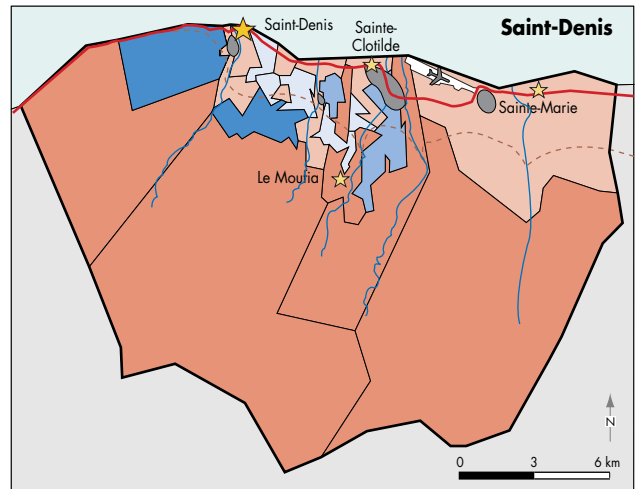 Saint-Denis
Saint-Denis
Sainte-
Clotilde
Sainte-Marie
Le Moufia
N
0 3 6 km